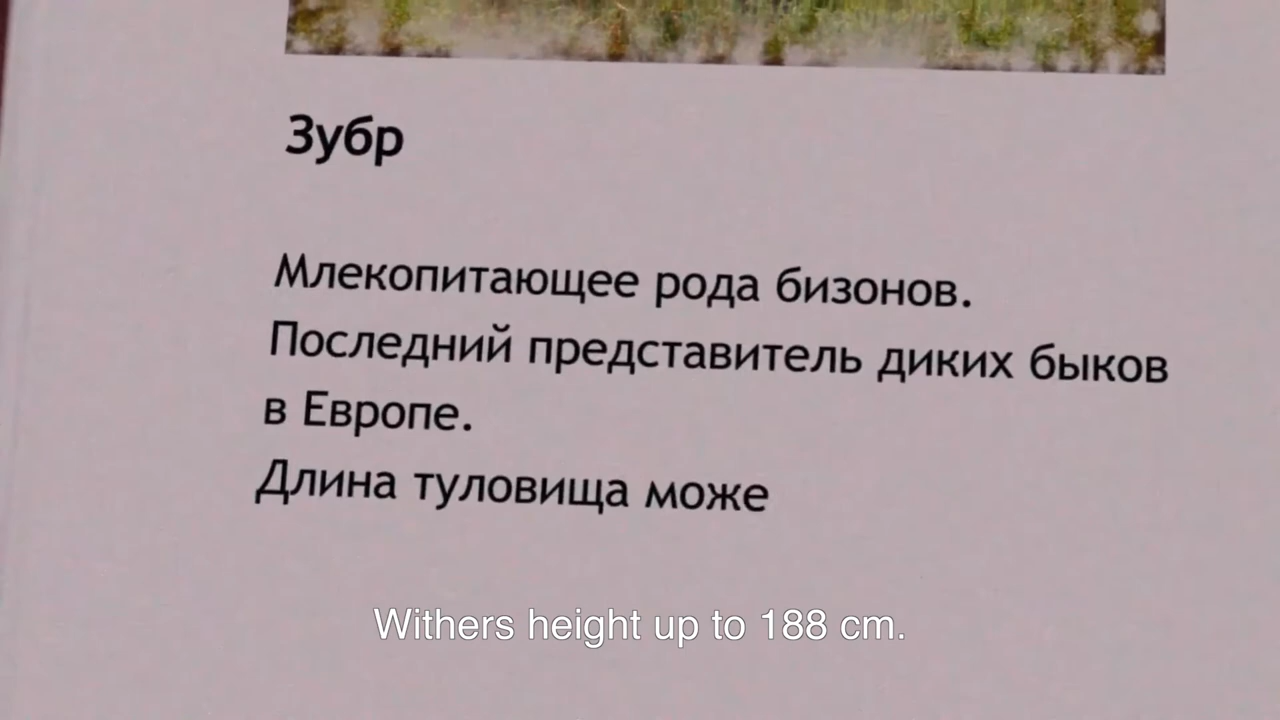 Зубр
Млекопитающее рода бизонов.
Последний представитель диких быков
в Европе.
Длина туловища може
Withers height up to 188 cm.